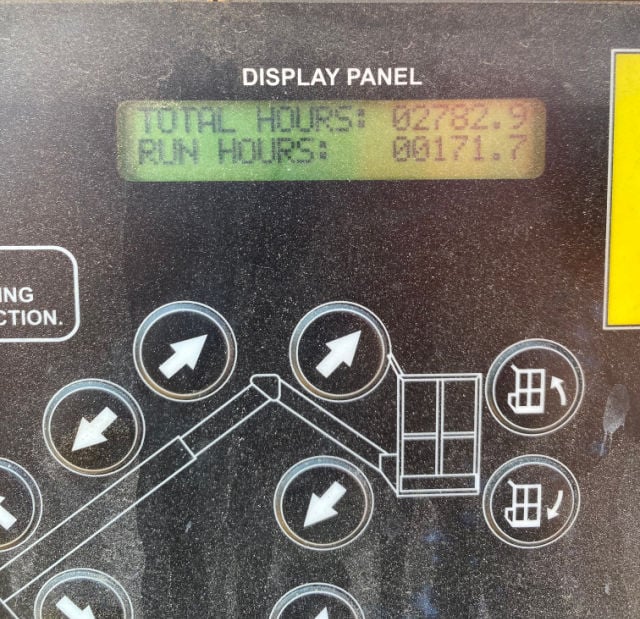 DISPLAY PANEL
TOTAL HOURS: 02782.9
RUN HOURS: 00171.7
ING
CTION.